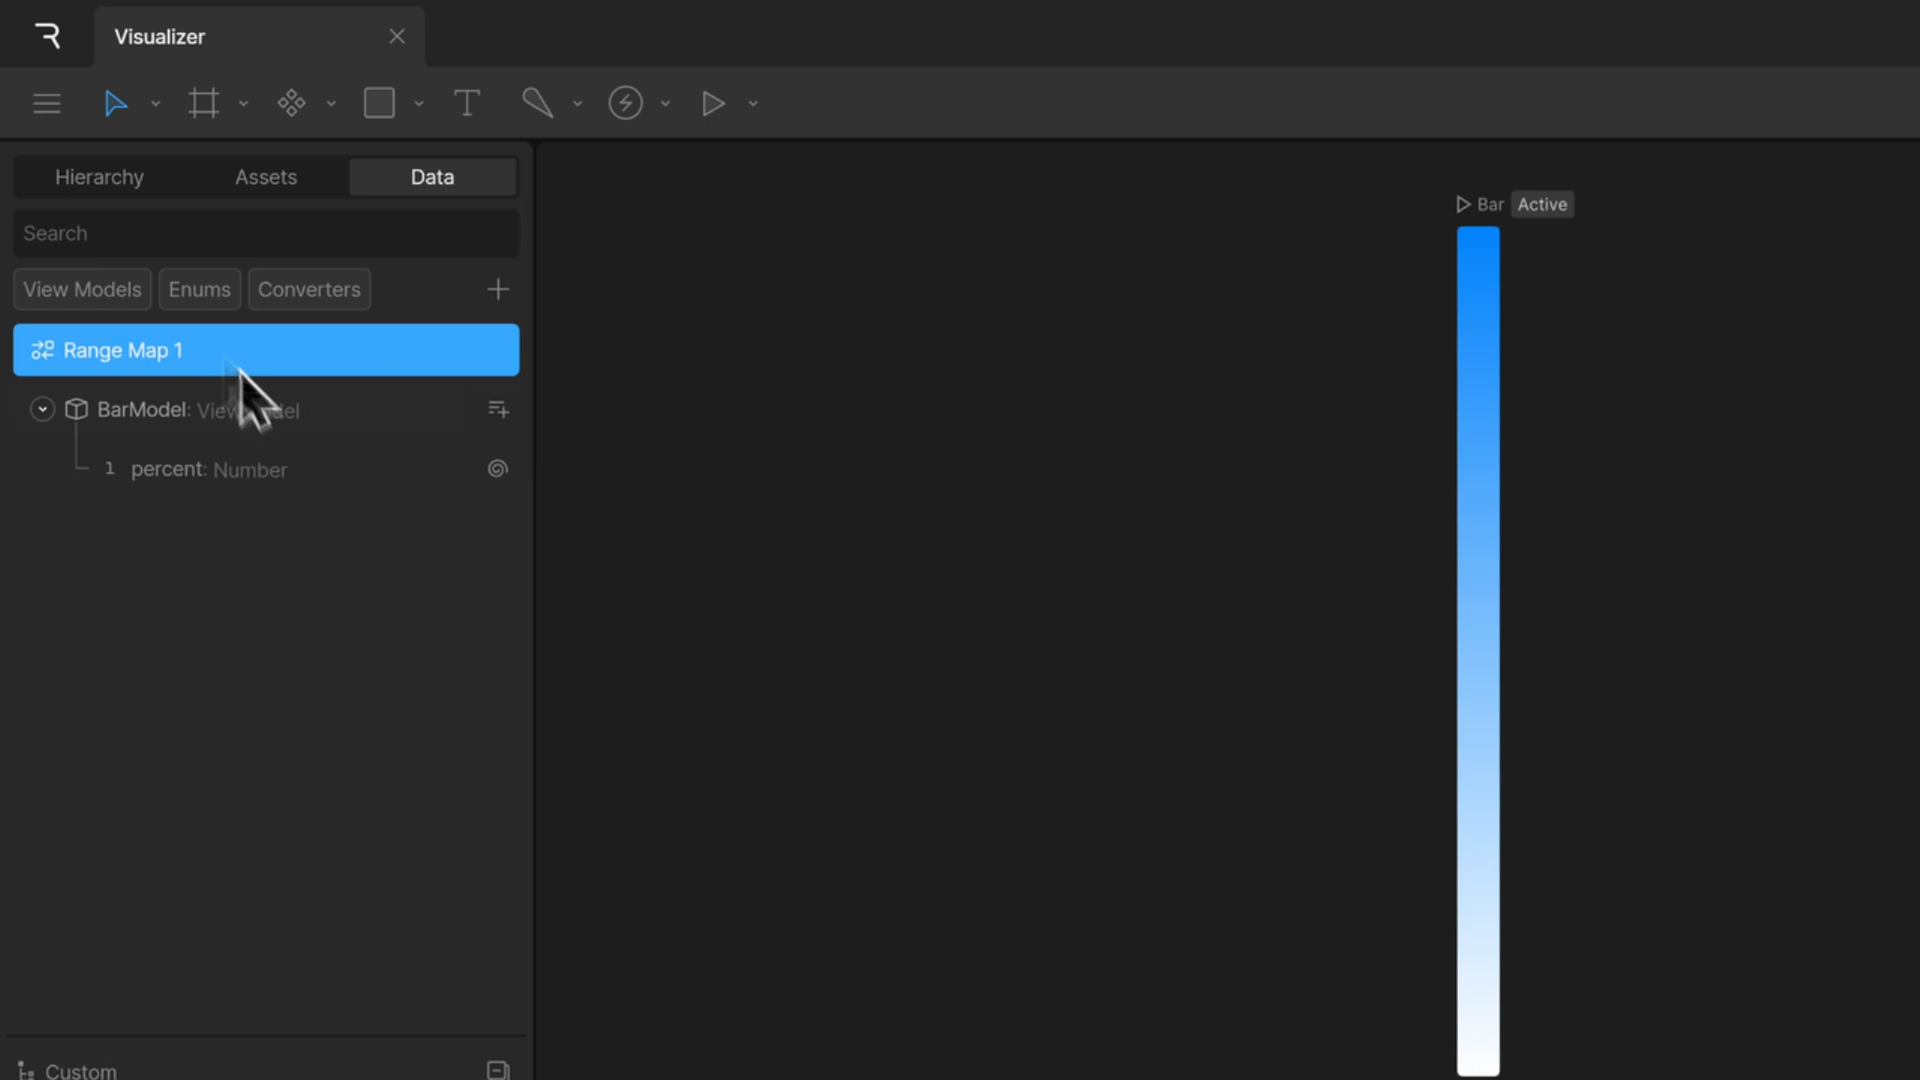 Visualizer
Hierarchy Assets Data
Search
View Models Enums Converters
Range Map 1
BarModel: ViewModel
1 percent: Number
Bar Active
Custom